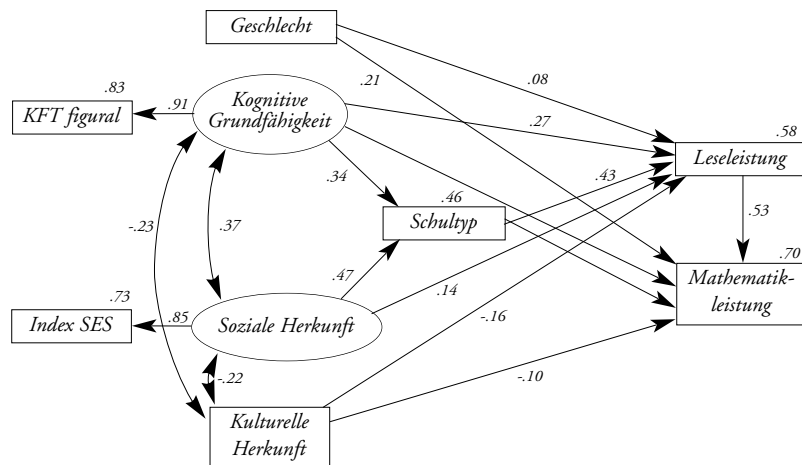 Geschlecht
.83
.21
.08
KFT figural
.91
Kognitive
Grundfähigkeit
.27
.58
Leseleistung
.34
.43
.46
-.23
.37
Schultyp
.53
.47
.70
Mathematik-
leistung
.73
.14
Index SES
.85
Soziale Herkunft
-.16
-.22
-.10
Kulturelle
Herkunft